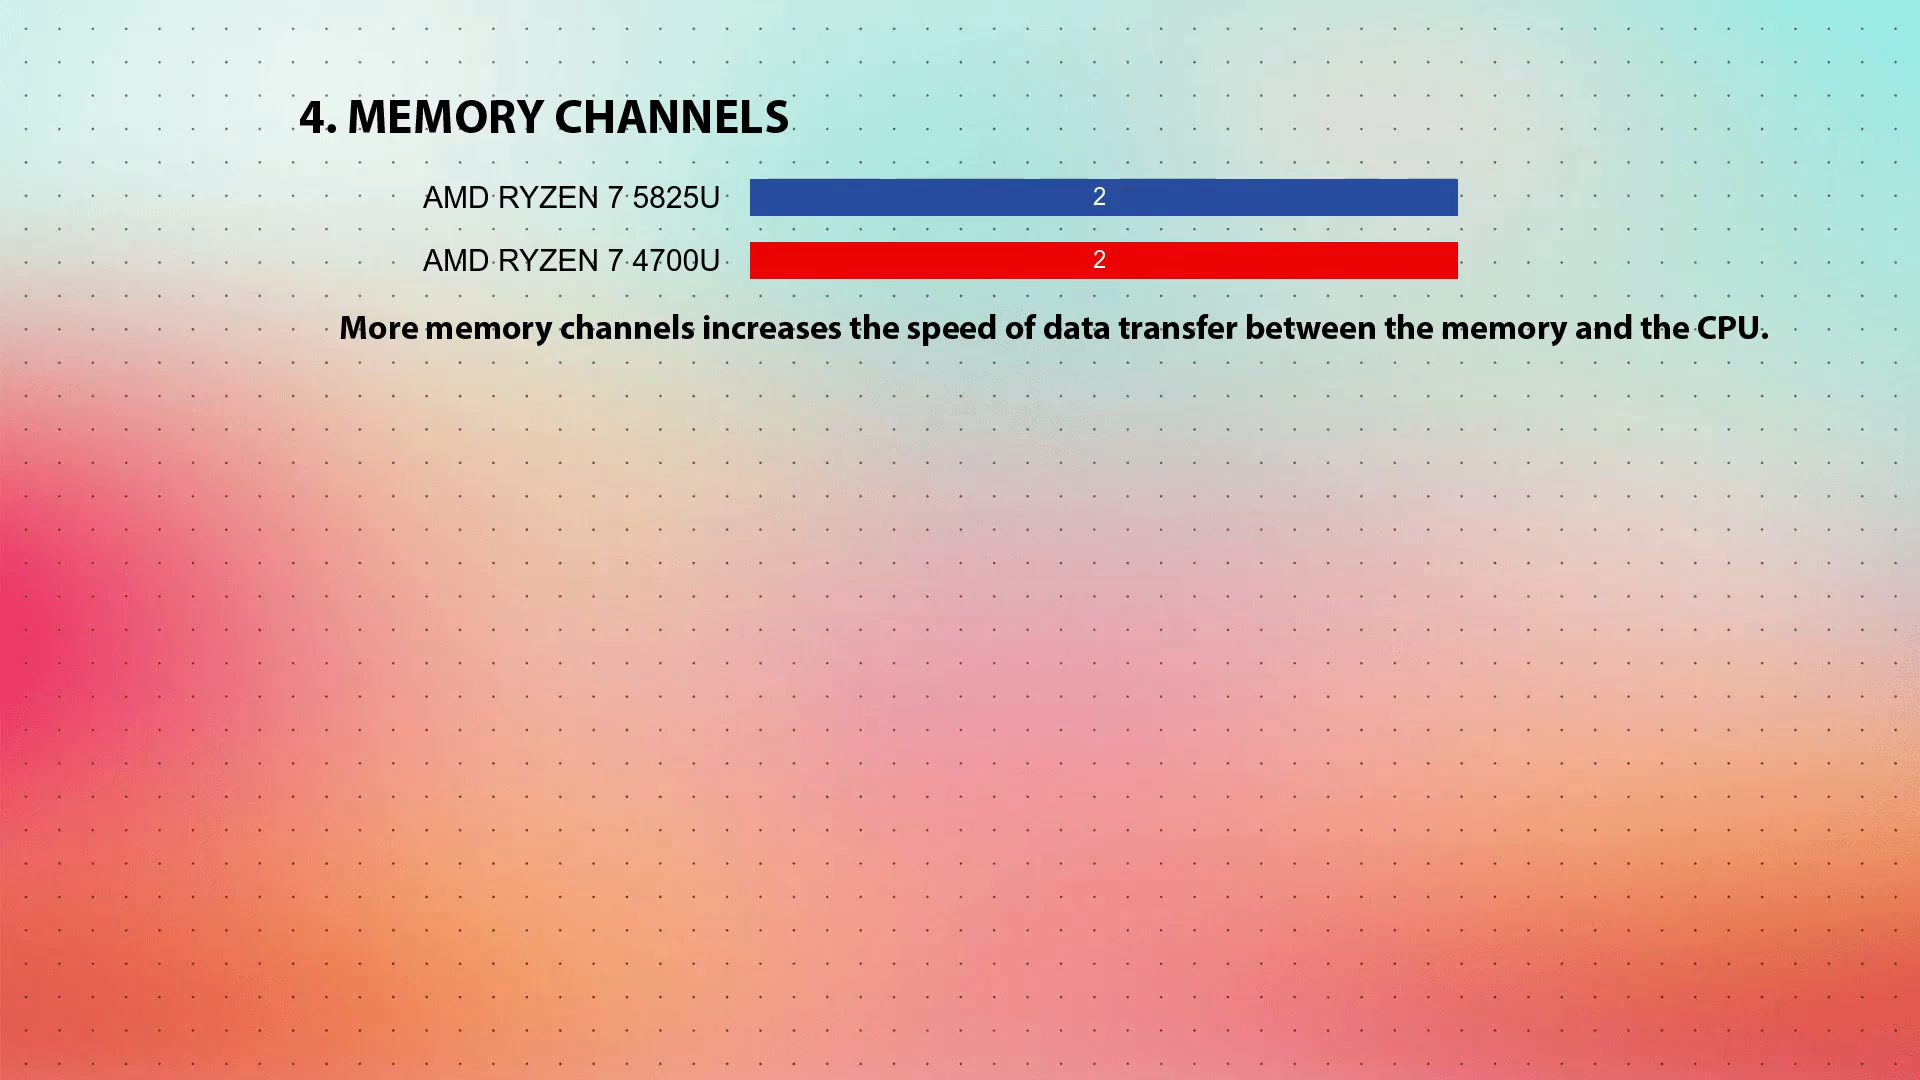 4. MEMORY CHANNELS
AMD RYZEN 7 5825U 2
AMD RYZEN 7 4700U 2
More memory channels increases the speed of data transfer between the memory and the CPU.